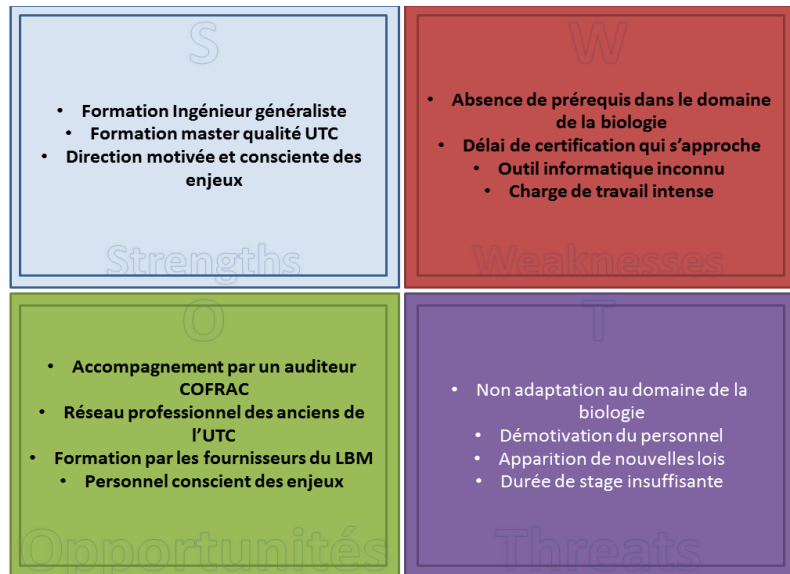 S
• Formation Ingénieur généraliste
• Formation master qualité UTC
• Direction motivée et consciente des
enjeux
Strengths
W
• Absence de prérequis dans le domaine
de la biologie
• Délai de certification qui s’approche
• Outil informatique inconnu
• Charge de travail intense
Weaknesses
O
• Accompagnement par un auditeur
COFRAC
• Réseau professionnel des anciens de
l’UTC
• Formation par les fournisseurs du LBM
• Personnel conscient des enjeux
Opportunités
T
• Non adaptation au domaine de la
biologie
• Démotivation du personnel
• Apparition de nouvelles lois
• Durée de stage insuffisante
Threats